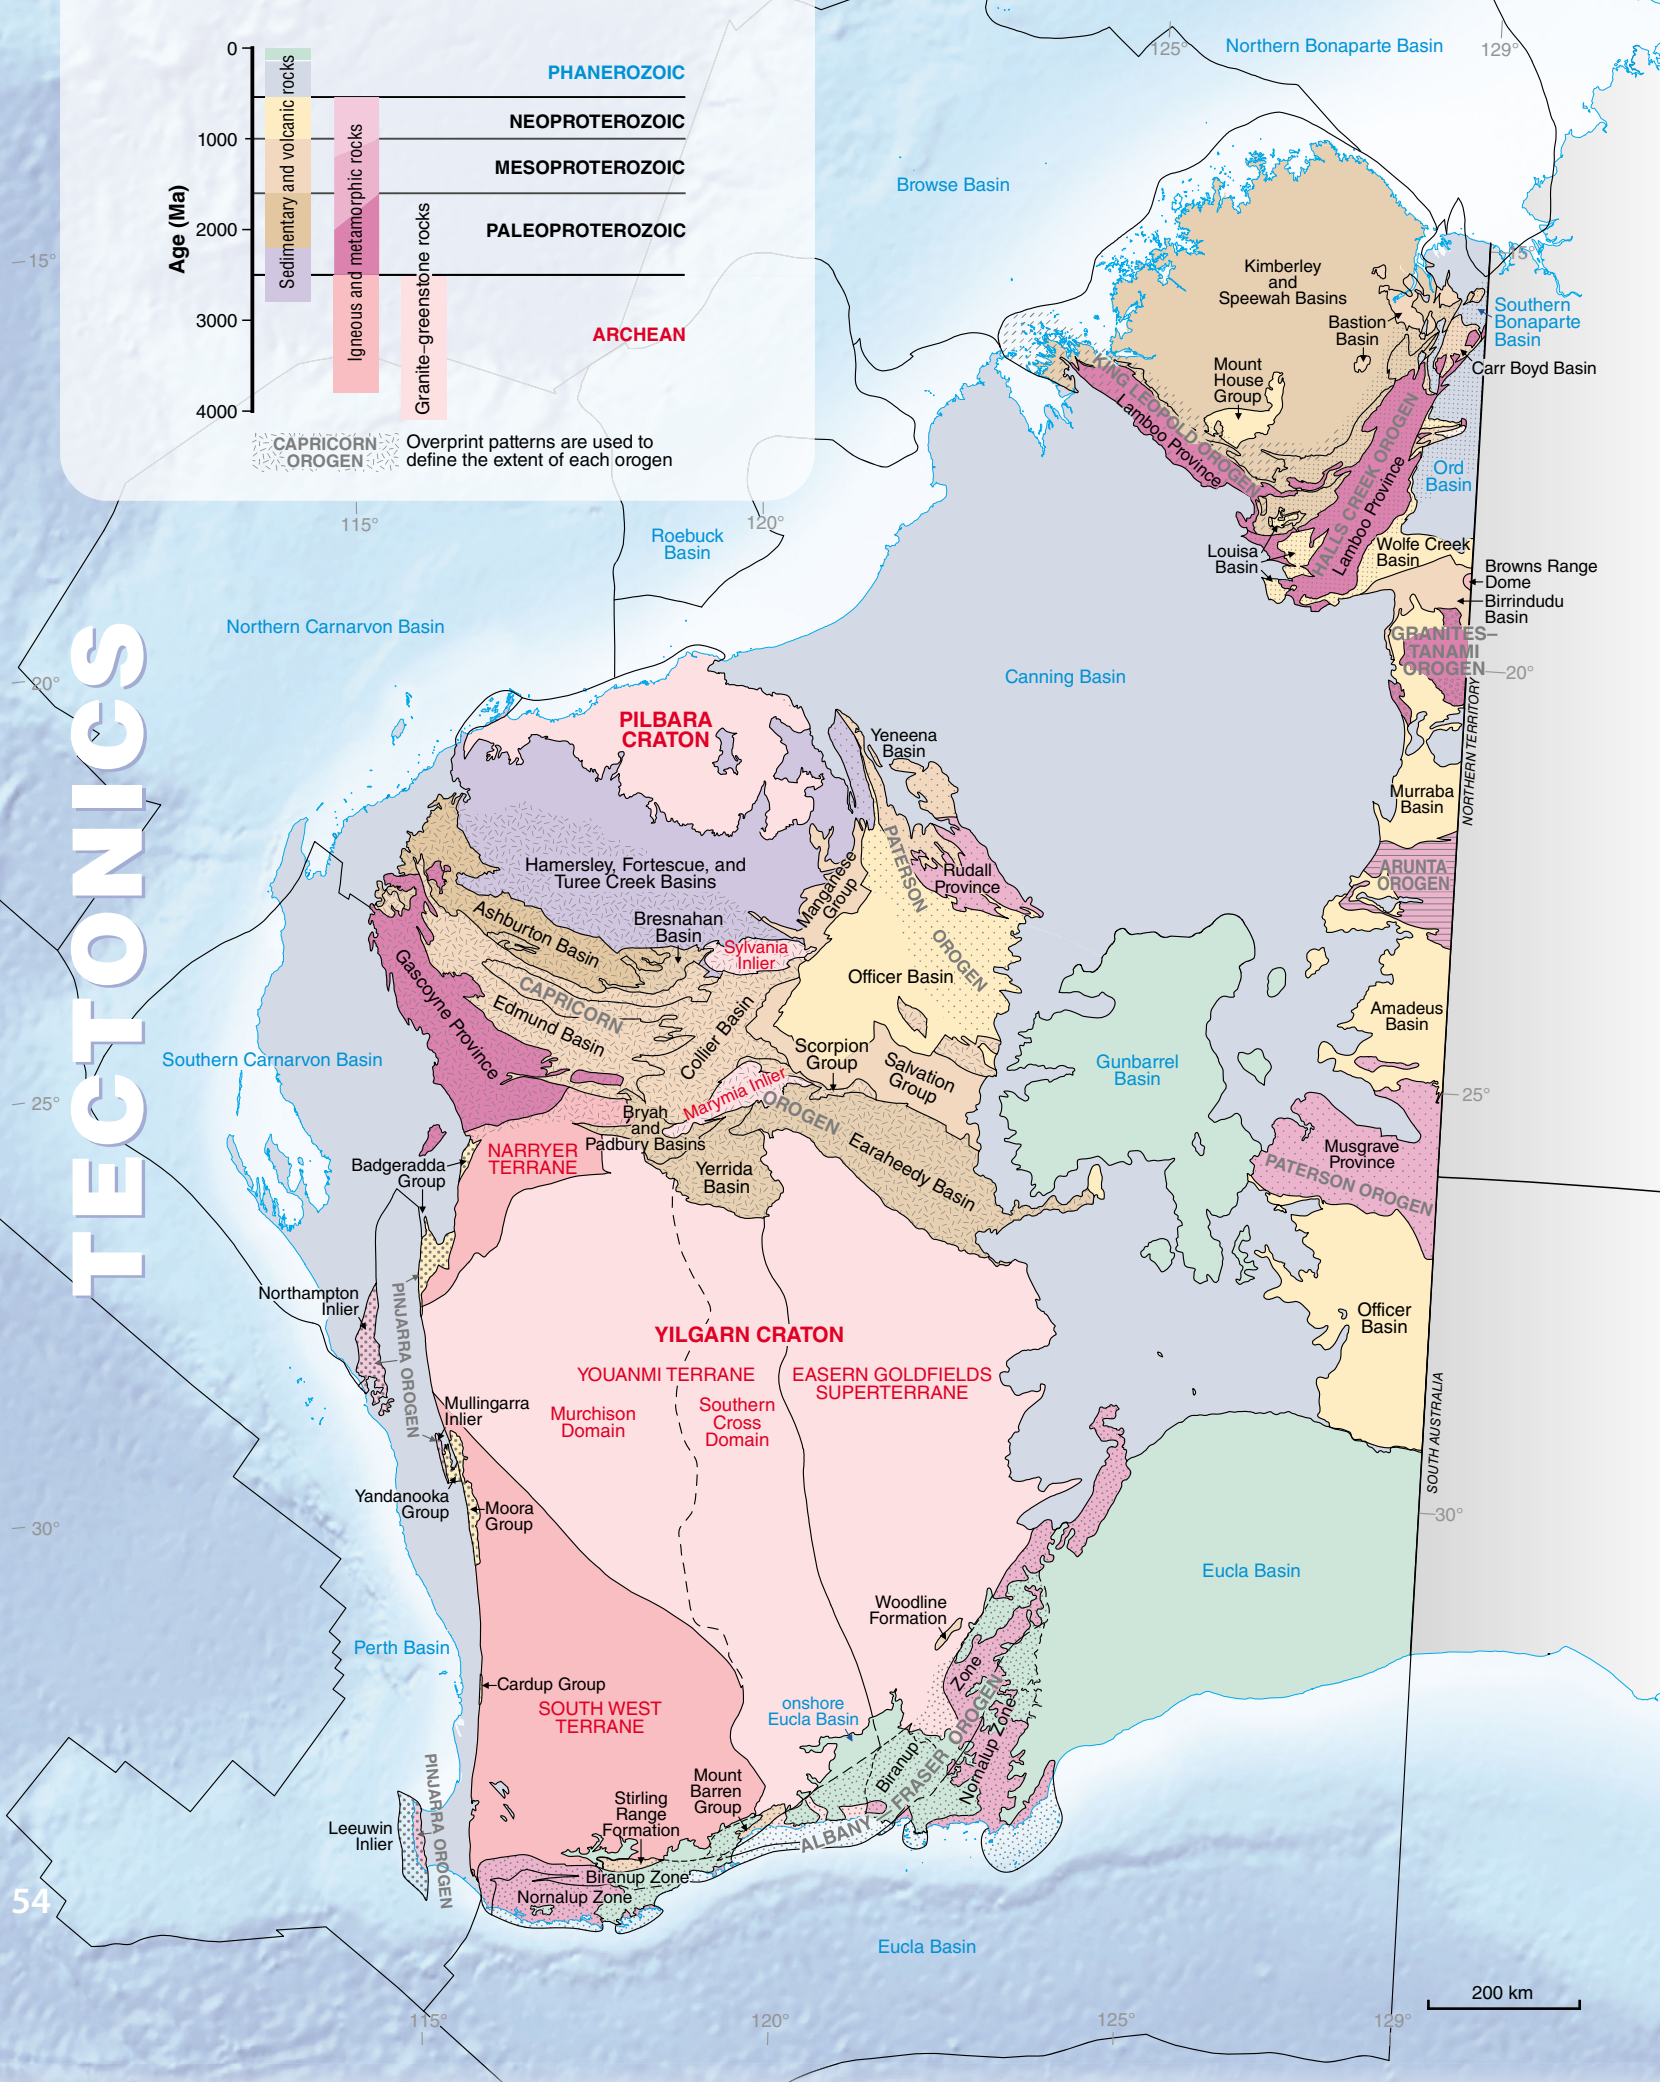 TECTONICS
Age (Ma)
0
1000
2000
3000
4000
Sedimentary and volcanic rocks
Igneous and metamorphic rocks
Granite–greenstone rocks
PHANEROZOIC
NEOPROTEROZOIC
MESOPROTEROZOIC
PALEOPROTEROZOIC
ARCHEAN
CAPRICORN
OROGEN
Overprint patterns are used to
define the extent of each orogen
125°
Northern Bonaparte Basin
129°
Browse Basin
15°
15°
Kimberley
and
Speewah Basins
Bastion
Basin
Southern
Bonaparte
Basin
Carr Boyd Basin
Mount
House
Group
KING LEOPOLD OROGEN
Lamboo Province
HALLS CREEK OROGEN
Lamboo Province
Ord
Basin
115°
120°
Roebuck
Basin
Louisa
Basin
Wolfe Creek
Basin
Browns Range
Dome
Birrindudu
Basin
Northern Carnarvon Basin
GRANITES–
TANAMI
OROGEN
20°
20°
Canning Basin
NORTHERN TERRITORY
PILBARA
CRATON
Yeneena
Basin
Murraba
Basin
Hamersley, Fortescue, and
Turee Creek Basins
Manganese
Group
PATERSON
OROGEN
Rudall
Province
ARUNTA
OROGEN
Ashburton Basin
Bresnahan
Basin
Sylvania
Inlier
Officer Basin
Gascoyne Province
CAPRICORN
Edmund Basin
Collier Basin
Amadeus
Basin
Southern Carnarvon Basin
Scorpion
Group
Salvation
Group
Gunbarrel
Basin
25°
25°
Marymia Inlier
OROGEN
Bryah
and
Padbury Basins
NARRYER
TERRANE
Yerrida
Basin
Earaheedy Basin
Musgrave
Province
PATERSON OROGEN
Badgeradda
Group
Northampton
Inlier
PINJARRA OROGEN
Officer
Basin
YILGARN CRATON
YOUANMI TERRANE
EASERN GOLDFIELDS
SUPERTERRANE
Murchison
Domain
Southern
Cross
Domain
Mullingarra
Inlier
SOUTH AUSTRALIA
Yandanooka
Group
Moora
Group
30°
30°
Eucla Basin
Woodline
Formation
Perth Basin
Cardup Group
SOUTH WEST
TERRANE
onshore
Eucla Basin
Zone
Biranup
Nornalup Zone
ALBANY – FRASER OROGEN
PINJARRA OROGEN
Mount
Barren
Group
Stirling
Range
Formation
Leeuwin
Inlier
Biranup Zone
Nornalup Zone
54
Eucla Basin
200 km
115°
120°
125°
129°